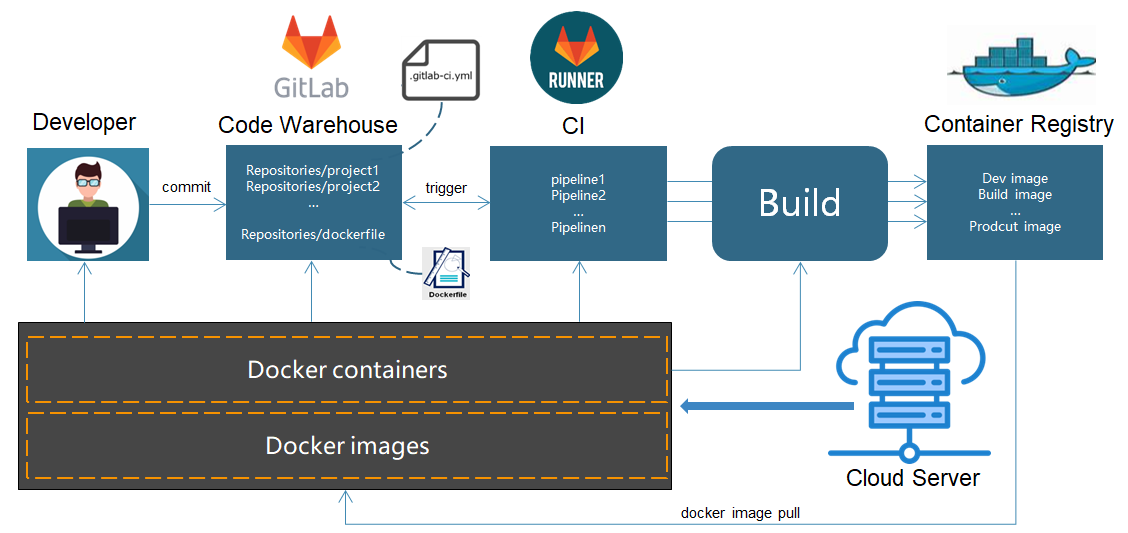 GitLab
.gitlab-ci.yml
RUNNER
Developer
Code Warehouse
CI
Container Registry
commit
Repositories/project1
Repositories/project2
...
Repositories/dockerfile
trigger
pipeline1
Pipeline2
...
Pipelinen
Build
Dev image
Build image
...
Prodcut image
Dockerfile
Docker containers
Docker images
Cloud Server
docker image pull